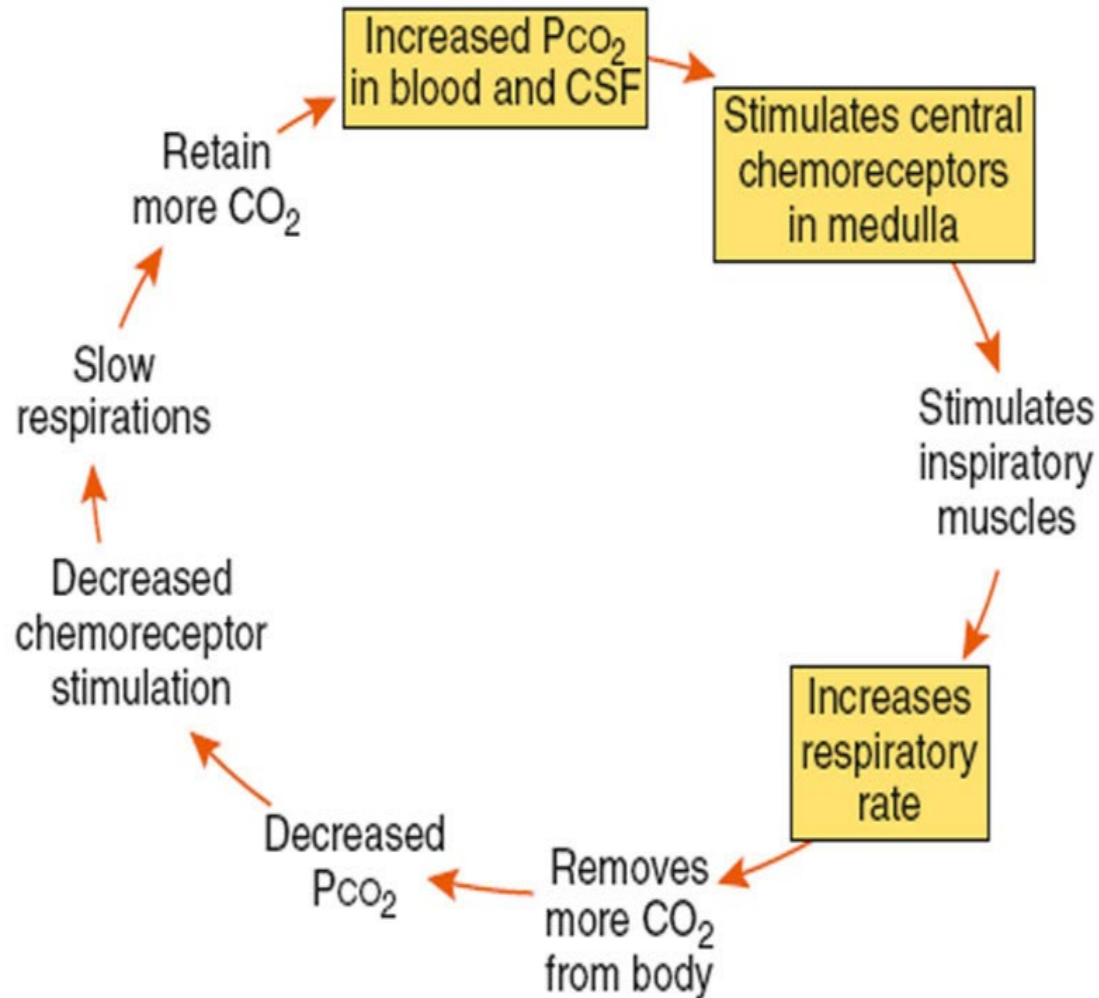 Increased PCO₂
in blood and CSF
Stimulates central
chemoreceptors
in medulla
Stimulates
inspiratory
muscles
Increases
respiratory
rate
Removes
more CO₂
from body
Decreased
PCO₂
Decreased
chemoreceptor
stimulation
Slow
respirations
Retain
more CO₂